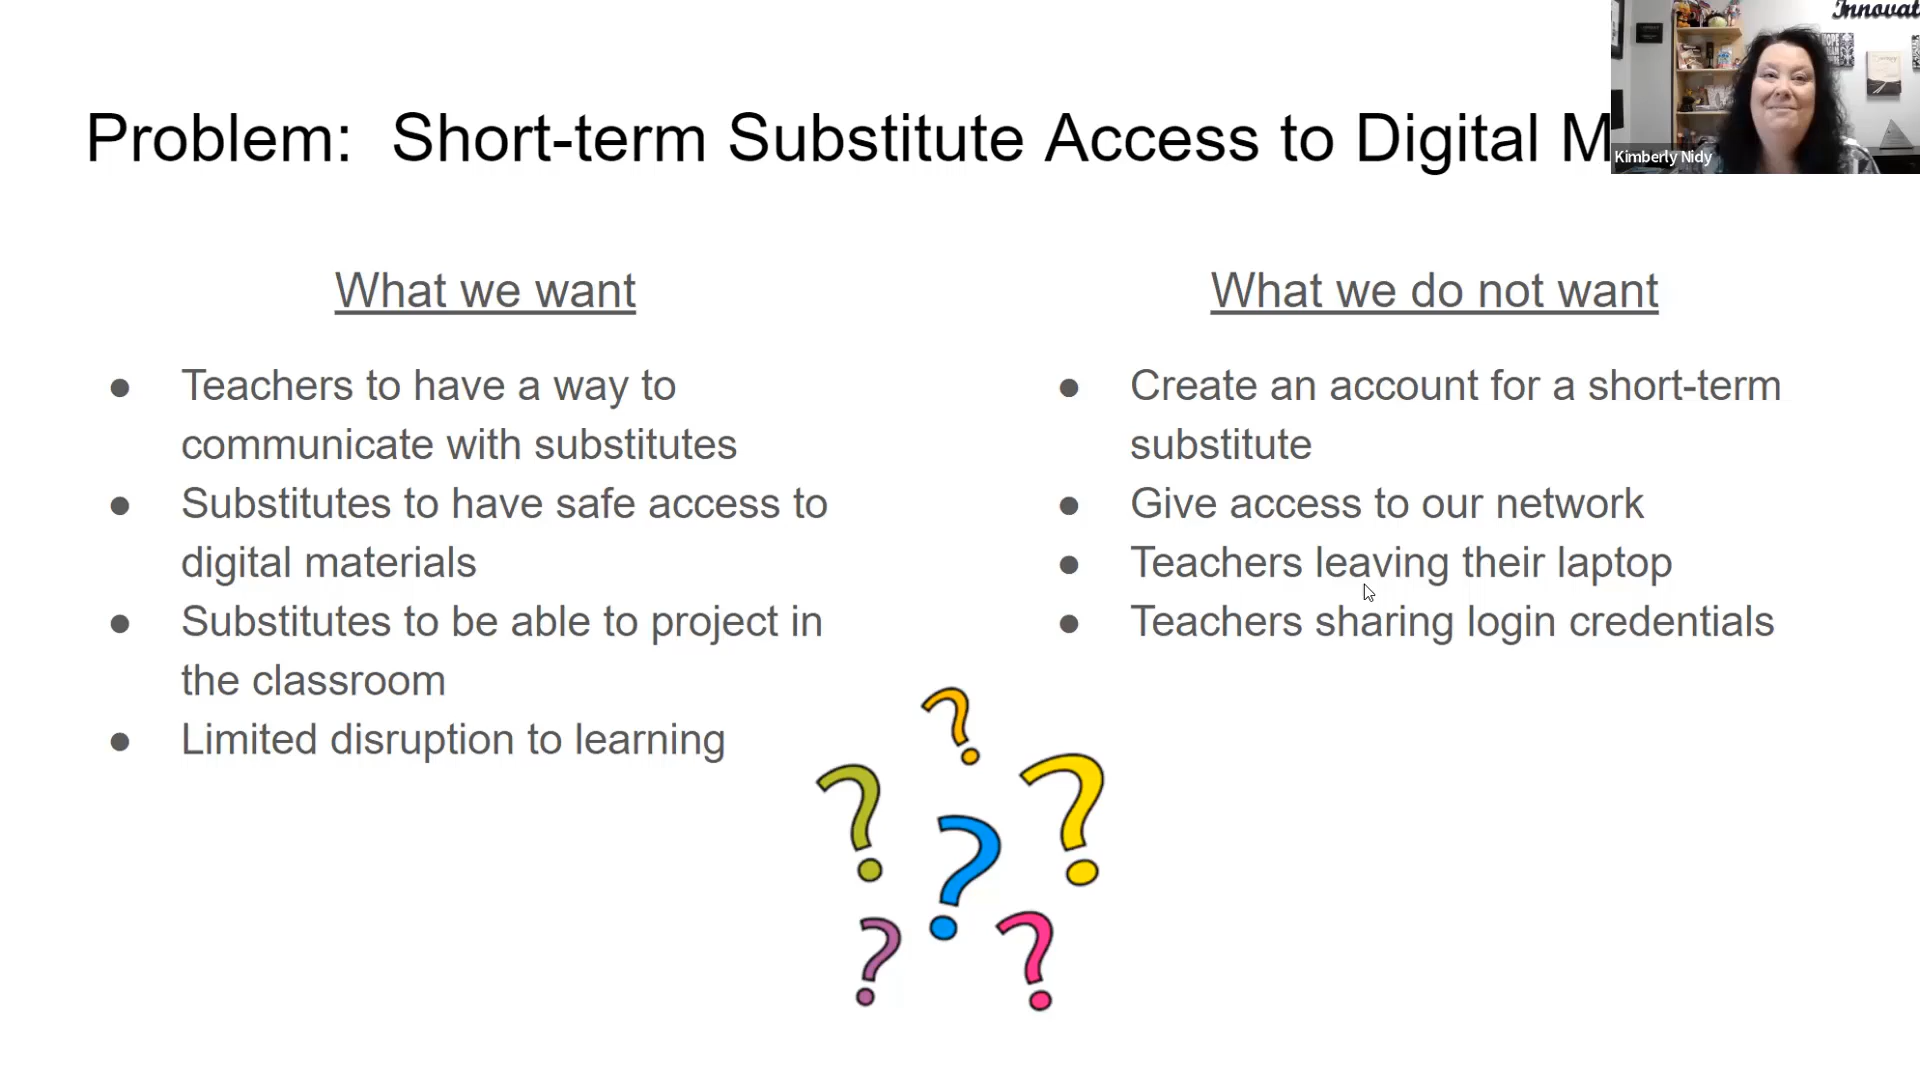 Innovat
Problem: Short-term Substitute Access to Digital M
Kimberly Nidy
What we want
● Teachers to have a way to
communicate with substitutes
● Substitutes to have safe access to
digital materials
● Substitutes to be able to project in
the classroom
● Limited disruption to learning
What we do not want
● Create an account for a short-term
substitute
● Give access to our network
● Teachers leaving their laptop
● Teachers sharing login credentials
? ? ? ? ? ?